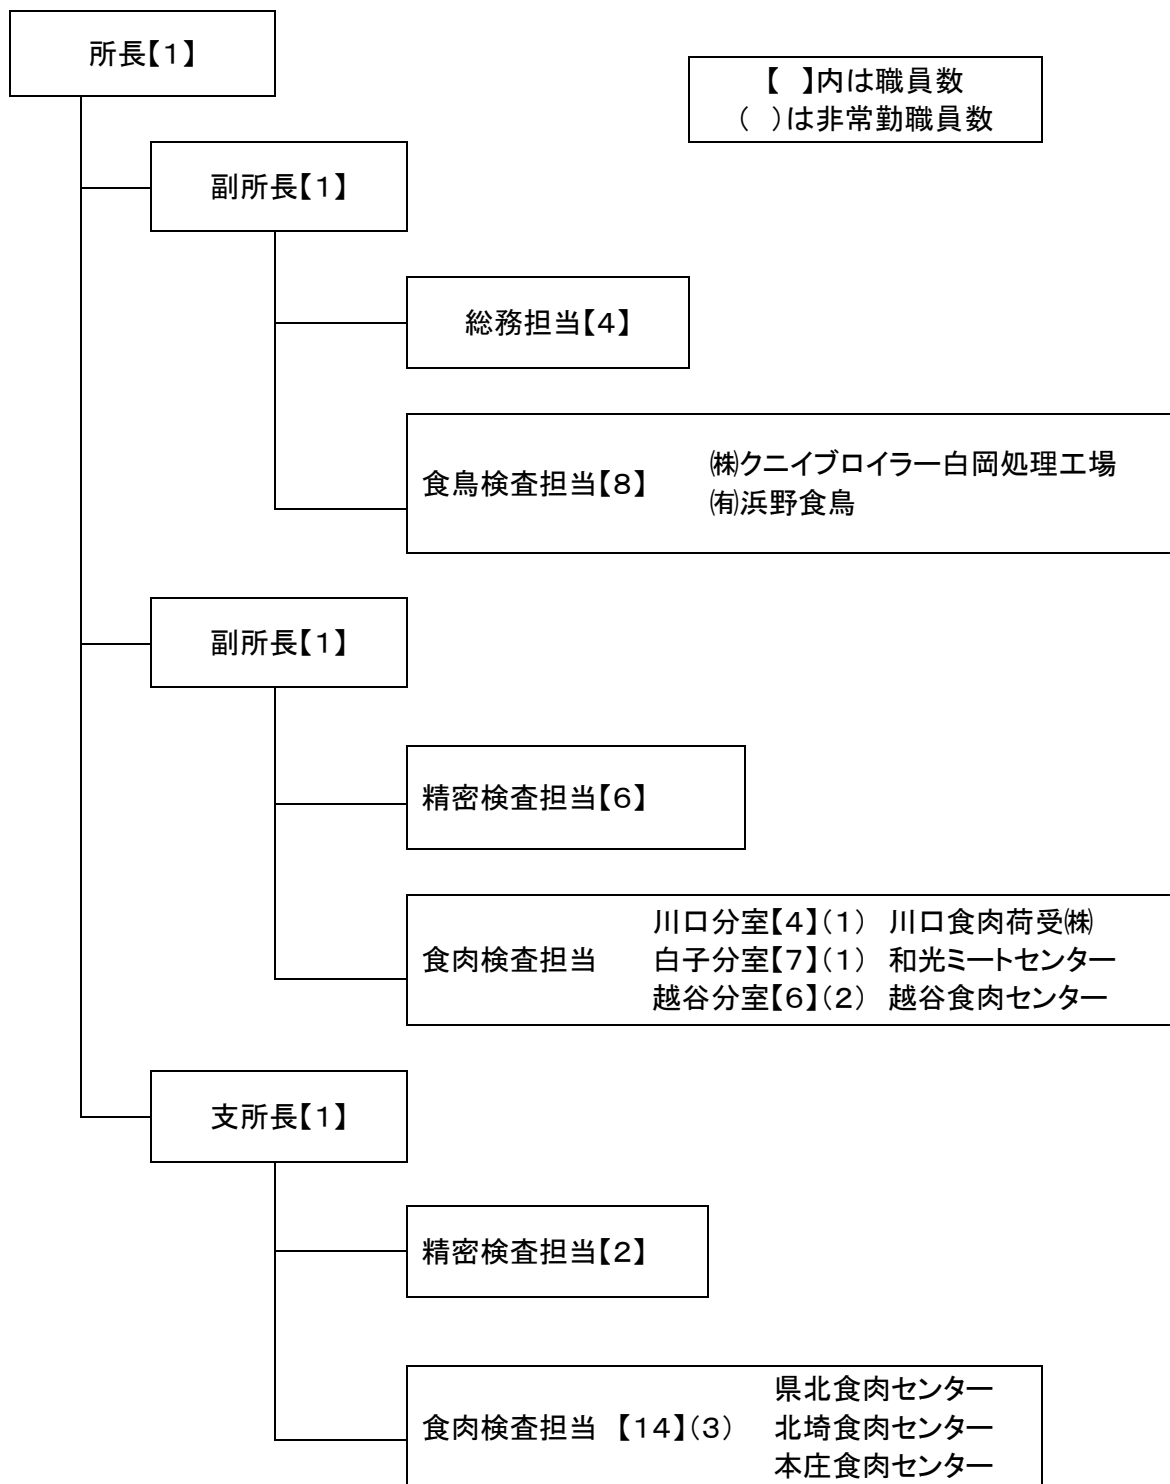 所長【1】
【 】内は職員数
( )は非常勤職員数
副所長【1】
総務担当【4】
食鳥検査担当【8】 ㈱クニイブロイラー白岡処理工場
㈲浜野食鳥
副所長【1】
精密検査担当【6】
川口分室【4】(1) 川口食肉荷受㈱
食肉検査担当 白子分室【7】(1) 和光ミートセンター
越谷分室【6】(2) 越谷食肉センター
支所長【1】
精密検査担当【2】
県北食肉センター
食肉検査担当 【14】(3) 北埼食肉センター
本庄食肉センター